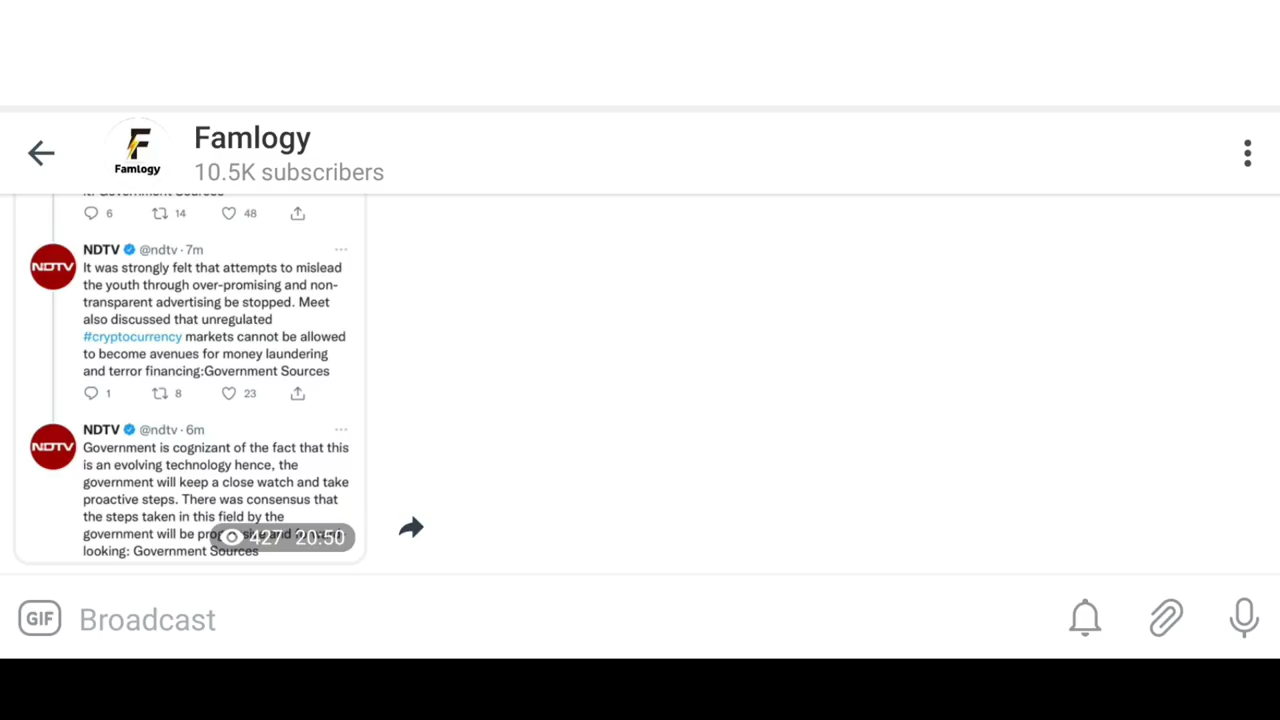 Famlogy
Famlogy
10.5K subscribers
6 14 48
NDTV @ndtv · 7m
NDTV
It was strongly felt that attempts to mislead
the youth through over-promising and non-
transparent advertising be stopped. Meet
also discussed that unregulated
#cryptocurrency markets cannot be allowed
to become avenues for money laundering
and terror financing:Government Sources
1 8 23
NDTV @ndtv · 6m
NDTV
Government is cognizant of the fact that this
is an evolving technology hence, the
government will keep a close watch and take
proactive steps. There was consensus that
the steps taken in this field by the
government will be
427 20:50
looking: Government Sources
GIF Broadcast